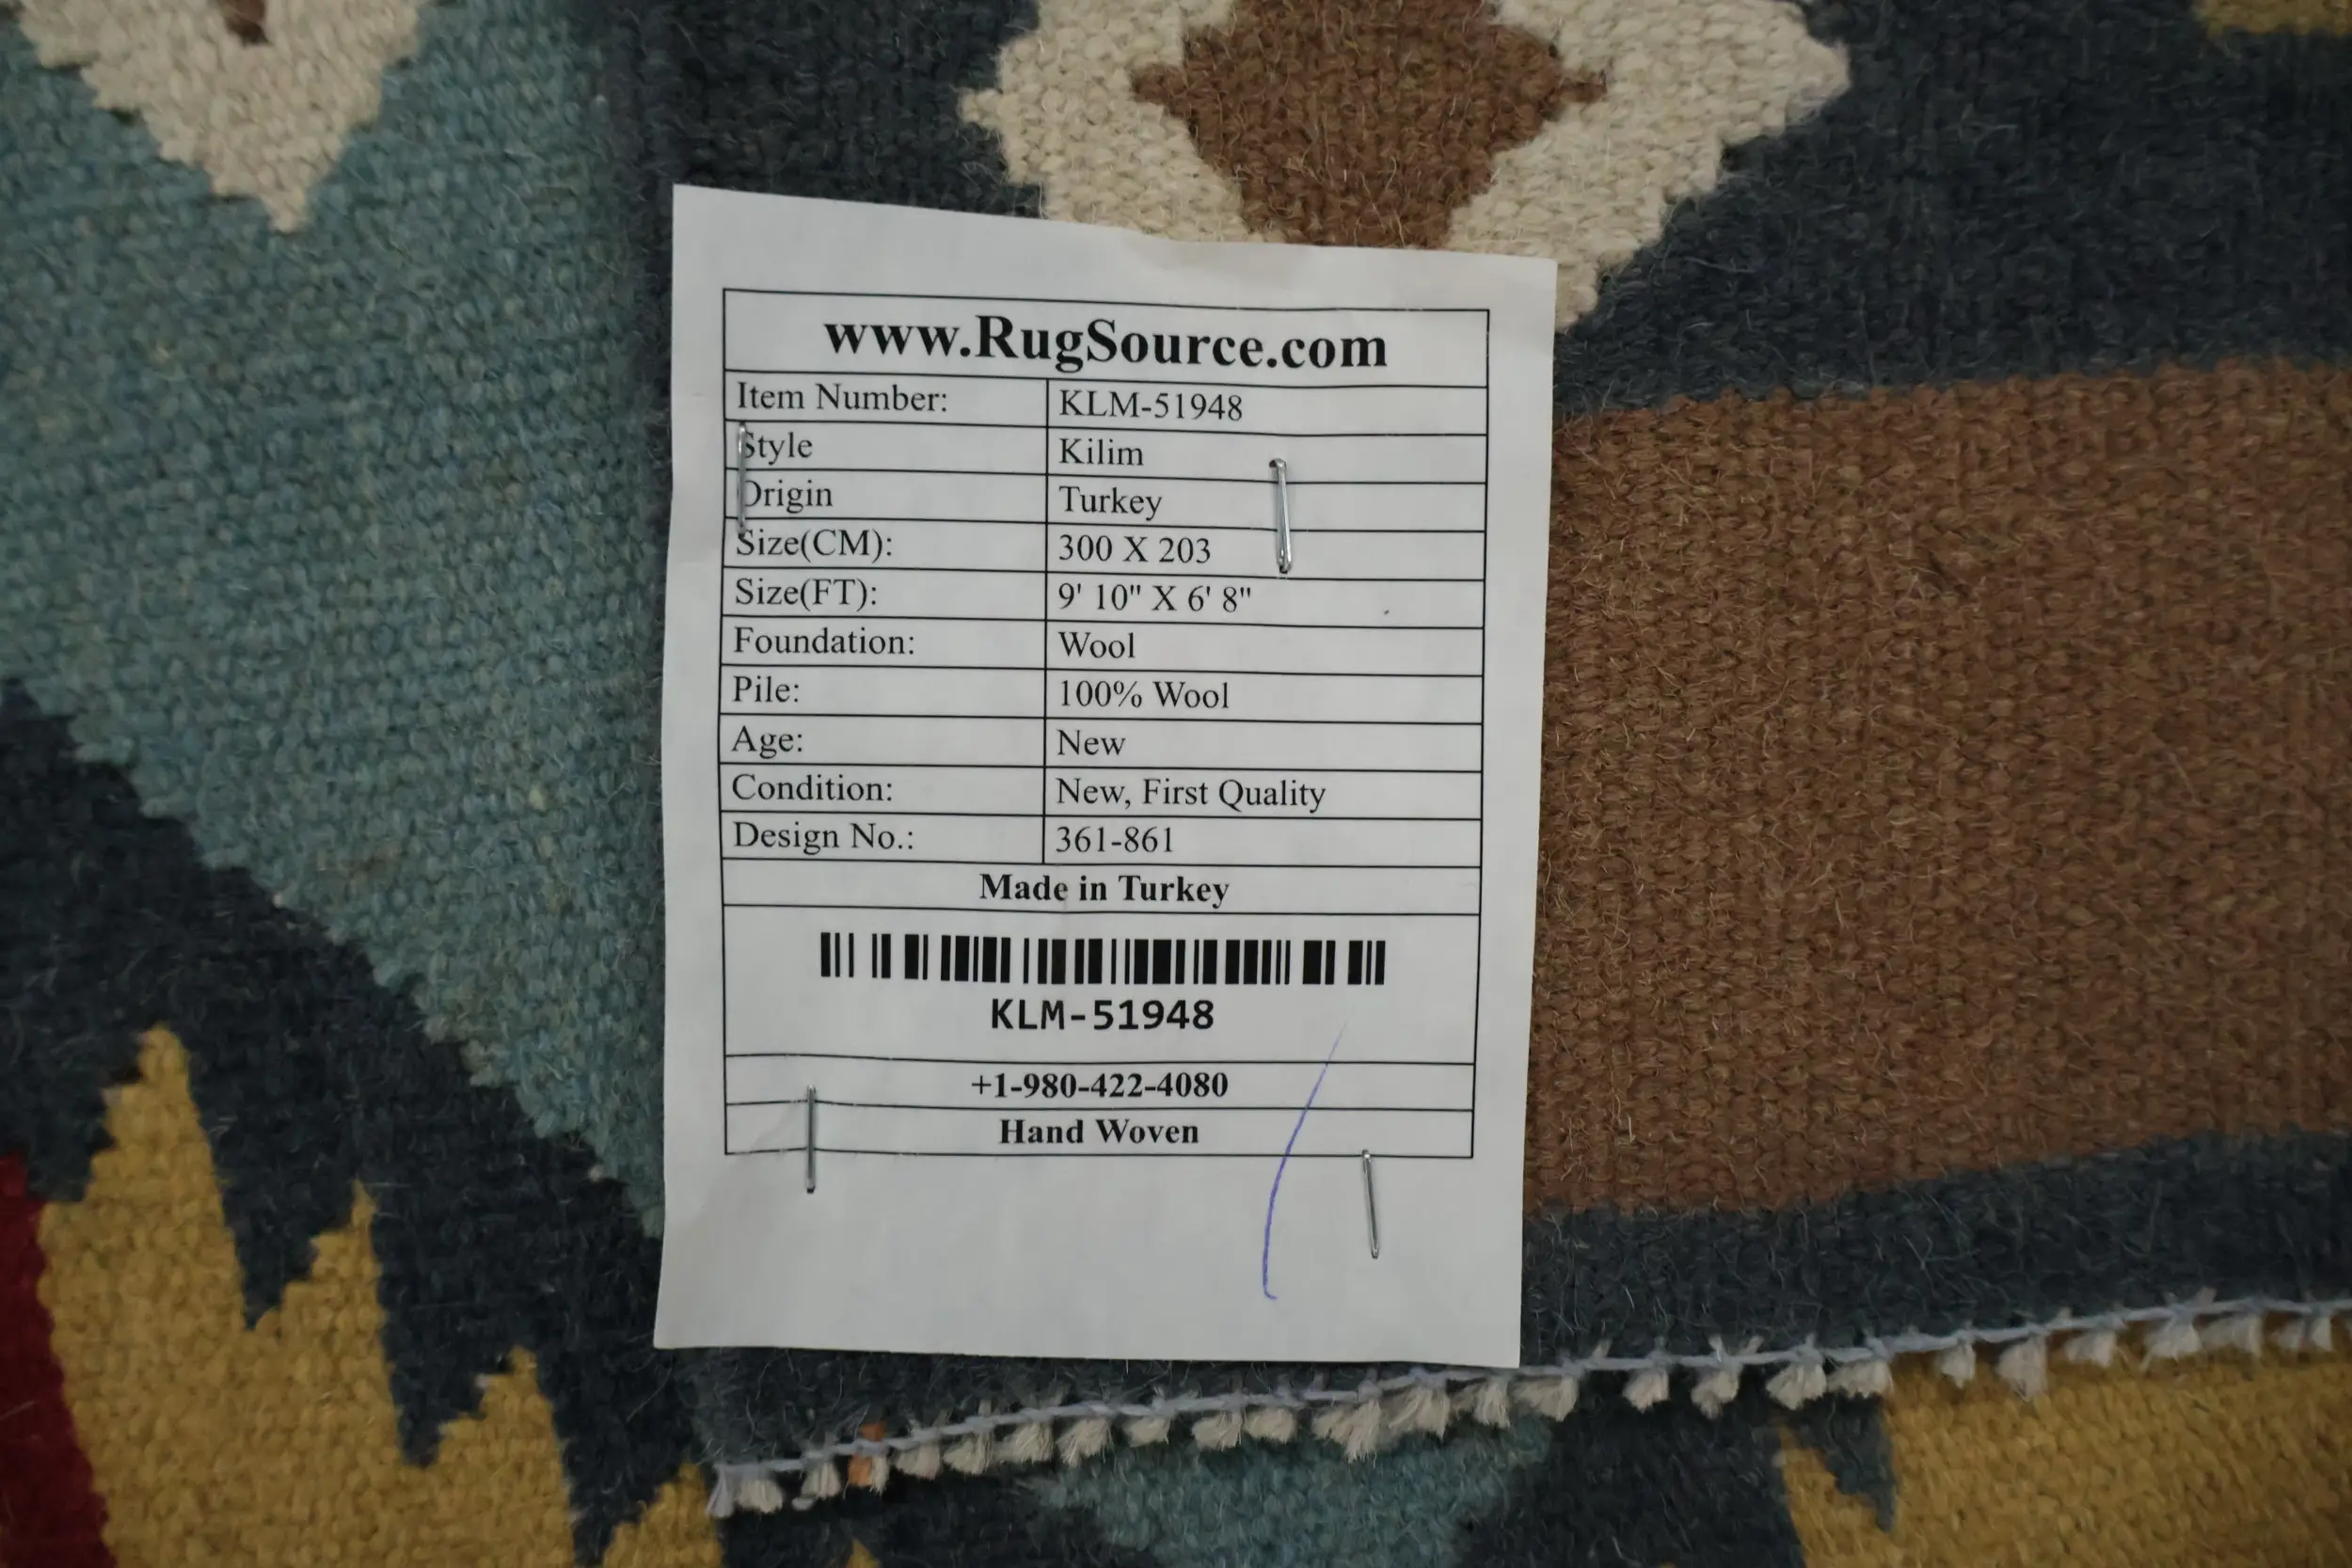 www.RugSource.com
Item Number: KLM-51948
Style Kilim
Origin Turkey
Size(CM): 300 X 203
Size(FT): 9' 10" X 6' 8"
Foundation: Wool
Pile: 100% Wool
Age: New
Condition: New, First Quality
Design No.: 361-861
Made in Turkey
KLM-51948
+1-980-422-4080
Hand Woven